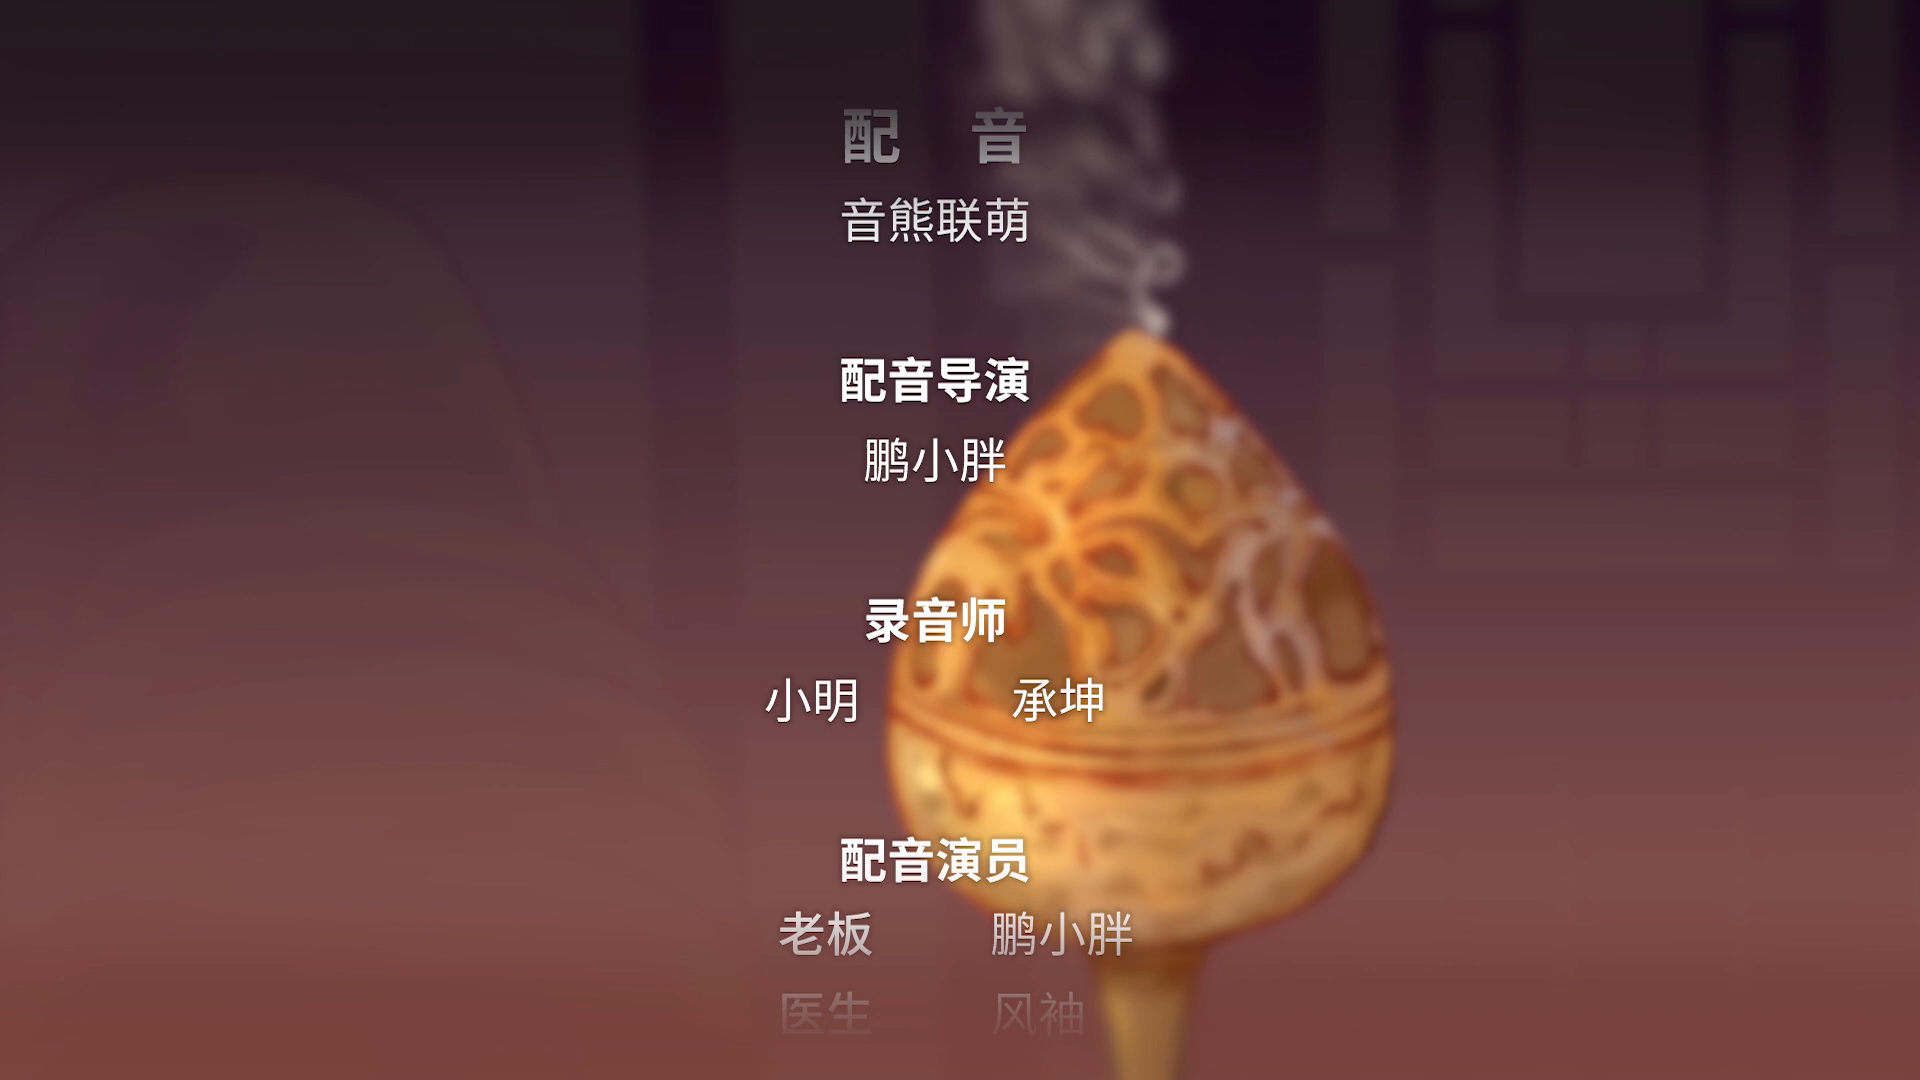 配 音
音熊联萌
配音导演
鹏小胖
录音师
小明 承坤
配音演员
老板 鹏小胖
医生 风袖